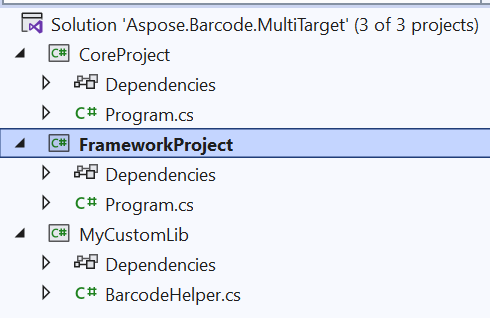 Solution 'Aspose.Barcode.MultiTarget' (3 of 3 projects)
CoreProject
Dependencies
C# Program.cs
FrameworkProject
Dependencies
C# Program.cs
MyCustomLib
Dependencies
C# BarcodeHelper.cs